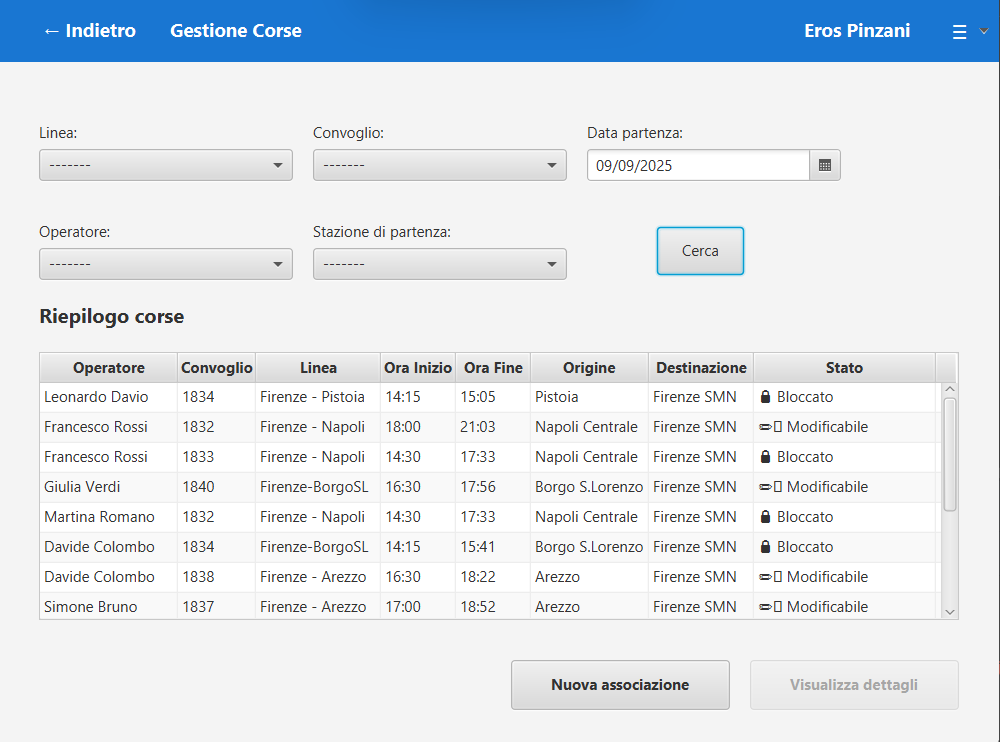 ← Indietro Gestione Corse Eros Pinzani ☰
Linea: Convoglio: Data partenza:
------- ------- 09/09/2025
Operatore: Stazione di partenza:
------- ------- Cerca
Riepilogo corse
Operatore Convoglio Linea Ora Inizio Ora Fine Origine Destinazione Stato
Leonardo Davio 1834 Firenze - Pistoia 14:15 15:05 Pistoia Firenze SMN Bloccato
Francesco Rossi 1832 Firenze - Napoli 18:00 21:03 Napoli Centrale Firenze SMN Modificabile
Francesco Rossi 1833 Firenze - Napoli 14:30 17:33 Napoli Centrale Firenze SMN Bloccato
Giulia Verdi 1840 Firenze-BorgoSL 16:30 17:56 Borgo S.Lorenzo Firenze SMN Modificabile
Martina Romano 1832 Firenze - Napoli 14:30 17:33 Napoli Centrale Firenze SMN Bloccato
Davide Colombo 1834 Firenze-BorgoSL 14:15 15:41 Borgo S.Lorenzo Firenze SMN Bloccato
Davide Colombo 1838 Firenze - Arezzo 16:30 18:22 Arezzo Firenze SMN Modificabile
Simone Bruno 1837 Firenze - Arezzo 17:00 18:52 Arezzo Firenze SMN Modificabile
Nuova associazione Visualizza dettagli